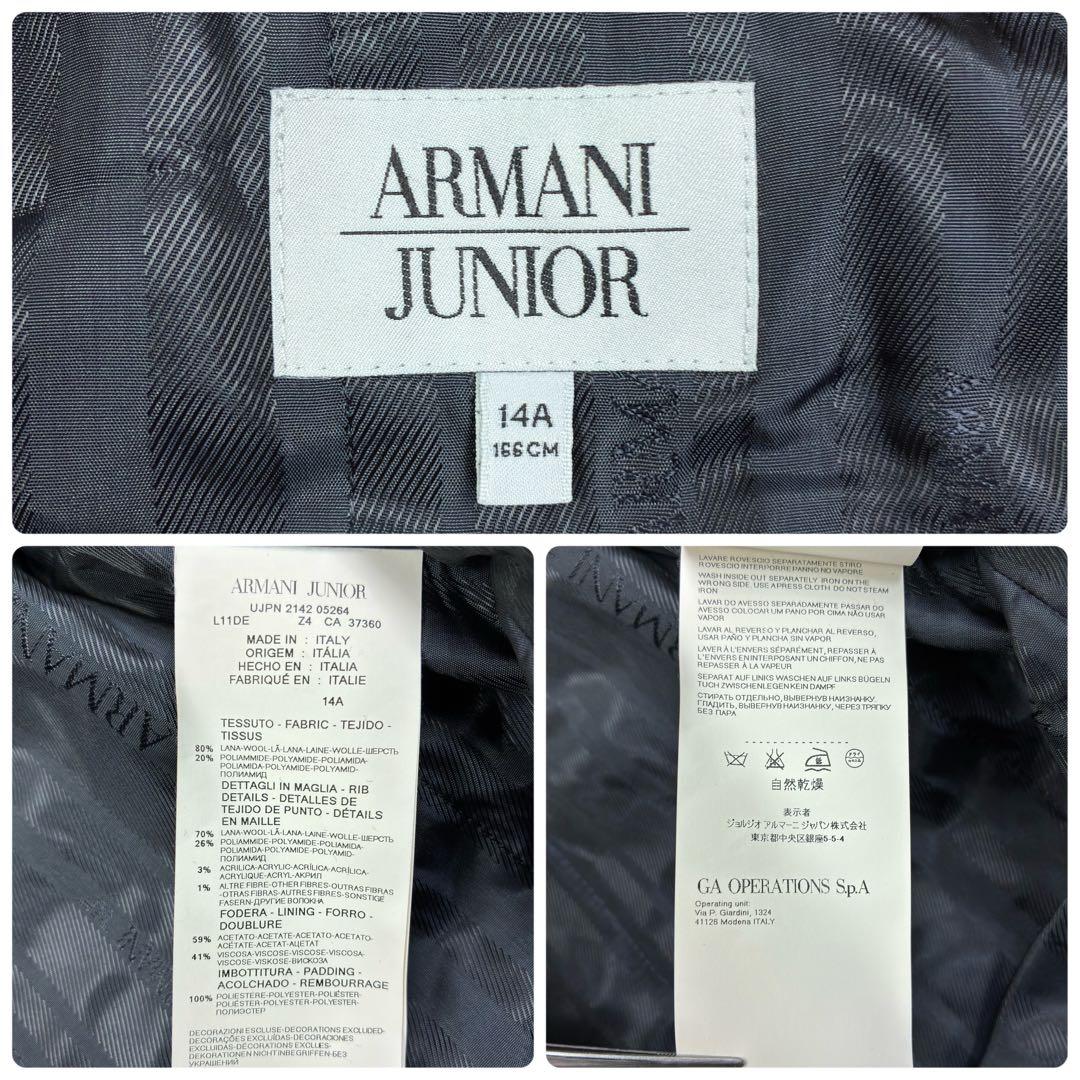 ARMANI
JUNIOR
14A
166CM
ARMANI JUNIOR
UJPN 2142 05264
L11DE Z4 CA 37360
MADE IN : ITALY
ORIGEM : ITÁLIA
HECHO EN : ITALIA
FABRIQUÉ EN : ITALIE
14A
TESSUTO - FABRIC - TEJIDO -
TISSUS
80% LANA-WOOL-LÃ-LANA-LAINE-WOLLE-ШЕРСТЬ
20% POLIAMMIDE-POLYAMIDE-POLIAMIDA-
POLIAMIDA-POLYAMIDE-POLYAMID-
ПОЛИАМИД
DETTAGLI IN MAGLIA - RIB
DETAILS - DETALLES DE
TEJIDO DE PUNTO - DÉTAILS
EN MAILLE
70% LANA-WOOL-LÃ-LANA-LAINE-WOLLE-ШЕРСТЬ
26% POLIAMMIDE-POLYAMIDE-POLIAMIDA-
POLIAMIDA-POLYAMIDE-POLYAMID-
ПОЛИАМИД
3% ACRILICA-ACRYLIC-ACRÍLICA-ACRÍLICA-
ACRYLIQUE-ACRYL-АКРИЛ
1% ALTRE FIBRE-OTHER FIBRES-OUTRAS FIBRAS
-OTRAS FIBRAS-AUTRES FIBRES-SONSTIGE
FASERN-ДРУГИЕ ВОЛОКНА
FODERA - LINING - FORRO -
DOUBLURE
59% ACETATO-ACETATE-ACETATO-ACETATO-
ACÉTATE-ACETAT-АЦЕТАТ
41% VISCOSA-VISCOSE-VISCOSE-VISCOSA-
VISCOSE-VISKOSE-ВИСКОЗА
IMBOTTITURA - PADDING -
ACOLCHADO - REMBOURRAGE
100% POLIESTERE-POLYESTER-POLIÉSTER-
POLIÉSTER-POLYESTER-POLYESTER-
ПОЛИЭСТЕР
DECORAZIONI ESCLUSE-DECORATIONS EXCLUDED-
DECORAÇÕES EXCLUÍDAS-DECORACIONES
EXCLUIDAS-DÉCORATIONS EXCLUES-
DEKORATIONEN NICHT INBEGRIFFEN-БЕЗ
УКРАШЕНИЙ
ARMANI
LAVARE ROVESCIO SEPARATAMENTE STIRO
ROVESCIO INTERPORRE PANNO NO VAPORE
WASH INSIDE OUT SEPARATELY. IRON ON THE
WRONG SIDE. USE A PRESS CLOTH. DO NOT STEAM
IRON
LAVAR DO AVESSO SEPARADAMENTE PASSAR DO
AVESSO COLOCAR UM PANO POR CIMA NÃO USAR
VAPOR
LAVAR AL REVERSO Y PLANCHAR AL REVERSO,
USAR PAÑO Y PLANCHA SIN VAPOR
LAVER À L'ENVERS SÉPARÉMENT, REPASSER À
L'ENVERS EN INTERPOSANT UN CHIFFON, NE PAS
REPASSER À LA VAPEUR
SEPARAT AUF LINKS WASCHEN AUF LINKS BÜGELN
TUCH ZWISCHENLEGEN KEIN DAMPF
СТИРАТЬ ОТДЕЛЬНО, ВЫВЕРНУВ НАИЗНАНКУ.
ГЛАДИТЬ, ВЫВЕРНУВ НАИЗНАНКУ, ЧЕРЕЗ ТРЯПКУ
БЕЗ ПАРА
ドライ
自然乾燥
表示者
ジョルジオ アルマーニ ジャパン株式会社
東京都中央区銀座5-5-4
GA OPERATIONS S.p.A
Operating unit:
Via P. Giardini, 1324
41126 Modena ITALY